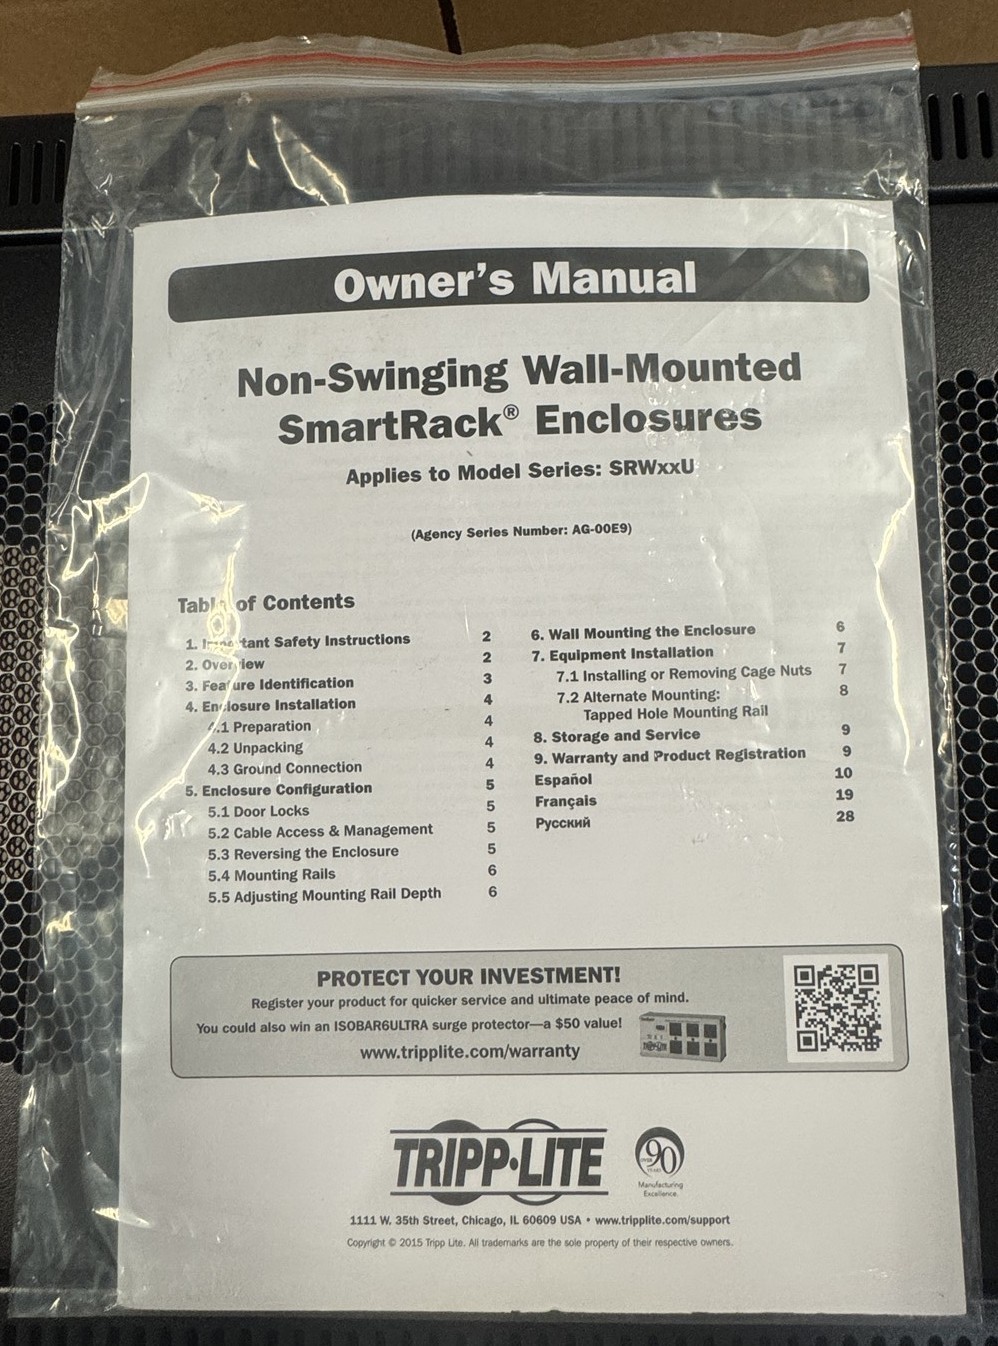 Owner's Manual
Non-Swinging Wall-Mounted
SmartRack® Enclosures
Applies to Model Series: SRWxxU
(Agency Series Number: AG-00E9)
Table of Contents
1. Important Safety Instructions 2
2. Overview 2
3. Feature Identification 3
4. Enclosure Installation 4
4.1 Preparation 4
4.2 Unpacking 4
4.3 Ground Connection 4
5. Enclosure Configuration 5
5.1 Door Locks 5
5.2 Cable Access & Management 5
5.3 Reversing the Enclosure 5
5.4 Mounting Rails 6
5.5 Adjusting Mounting Rail Depth 6
6. Wall Mounting the Enclosure 6
7. Equipment Installation 7
7.1 Installing or Removing Cage Nuts 7
7.2 Alternate Mounting: 8
Tapped Hole Mounting Rail
8. Storage and Service 9
9. Warranty and Product Registration 9
Español 10
Français 19
Русский 28
PROTECT YOUR INVESTMENT!
Register your product for quicker service and ultimate peace of mind.
You could also win an ISOBAR6ULTRA surge protector—a $50 value!
www.tripplite.com/warranty
TRIPP·LITE
90
Manufacturing
Excellence.
1111 W. 35th Street, Chicago, IL 60609 USA • www.tripplite.com/support
Copyright © 2015 Tripp Lite. All trademarks are the sole property of their respective owners.